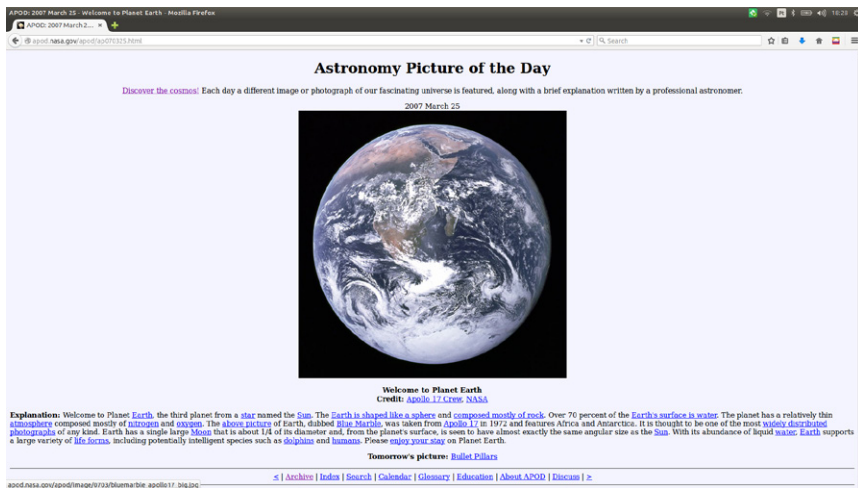 APOD: 2007 March 25 - Welcome to Planet Earth - Mozilla Firefox
16:29
APOD: 2007 March 2...
apod.nasa.gov/apod/ap070325.html
Search
Astronomy Picture of the Day
Discover the cosmos! Each day a different image or photograph of our fascinating universe is featured, along with a brief explanation written by a professional astronomer.
2007 March 25
Welcome to Planet Earth
Credit: Apollo 17 Crew, NASA
Explanation: Welcome to Planet Earth, the third planet from a star named the Sun. The Earth is shaped like a sphere and composed mostly of rock. Over 70 percent of the Earth's surface is water. The planet has a relatively thin
atmosphere composed mostly of nitrogen and oxygen. The above picture of Earth, dubbed Blue Marble, was taken from Apollo 17 in 1972 and features Africa and Antarctica. It is thought to be one of the most widely distributed
photographs of any kind. Earth has a single large Moon that is about 1/4 of its diameter and, from the planet's surface, is seen to have almost exactly the same angular size as the Sun. With its abundance of liquid water, Earth supports
a large variety of life forms, including potentially intelligent species such as dolphins and humans. Please enjoy your stay on Planet Earth.
Tomorrow's picture: Bullet Pillars
< | Archive | Index | Search | Calendar | Glossary | Education | About APOD | Discuss | >
apod.nasa.gov/apod/image/0703/bluemarble_apollo17_big.jpg